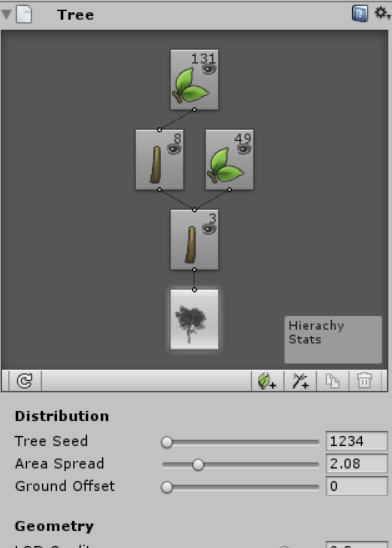 Tree
131
8
49
3
Hierachy
Stats
Distribution
Tree Seed 1234
Area Spread 2.08
Ground Offset 0
Geometry